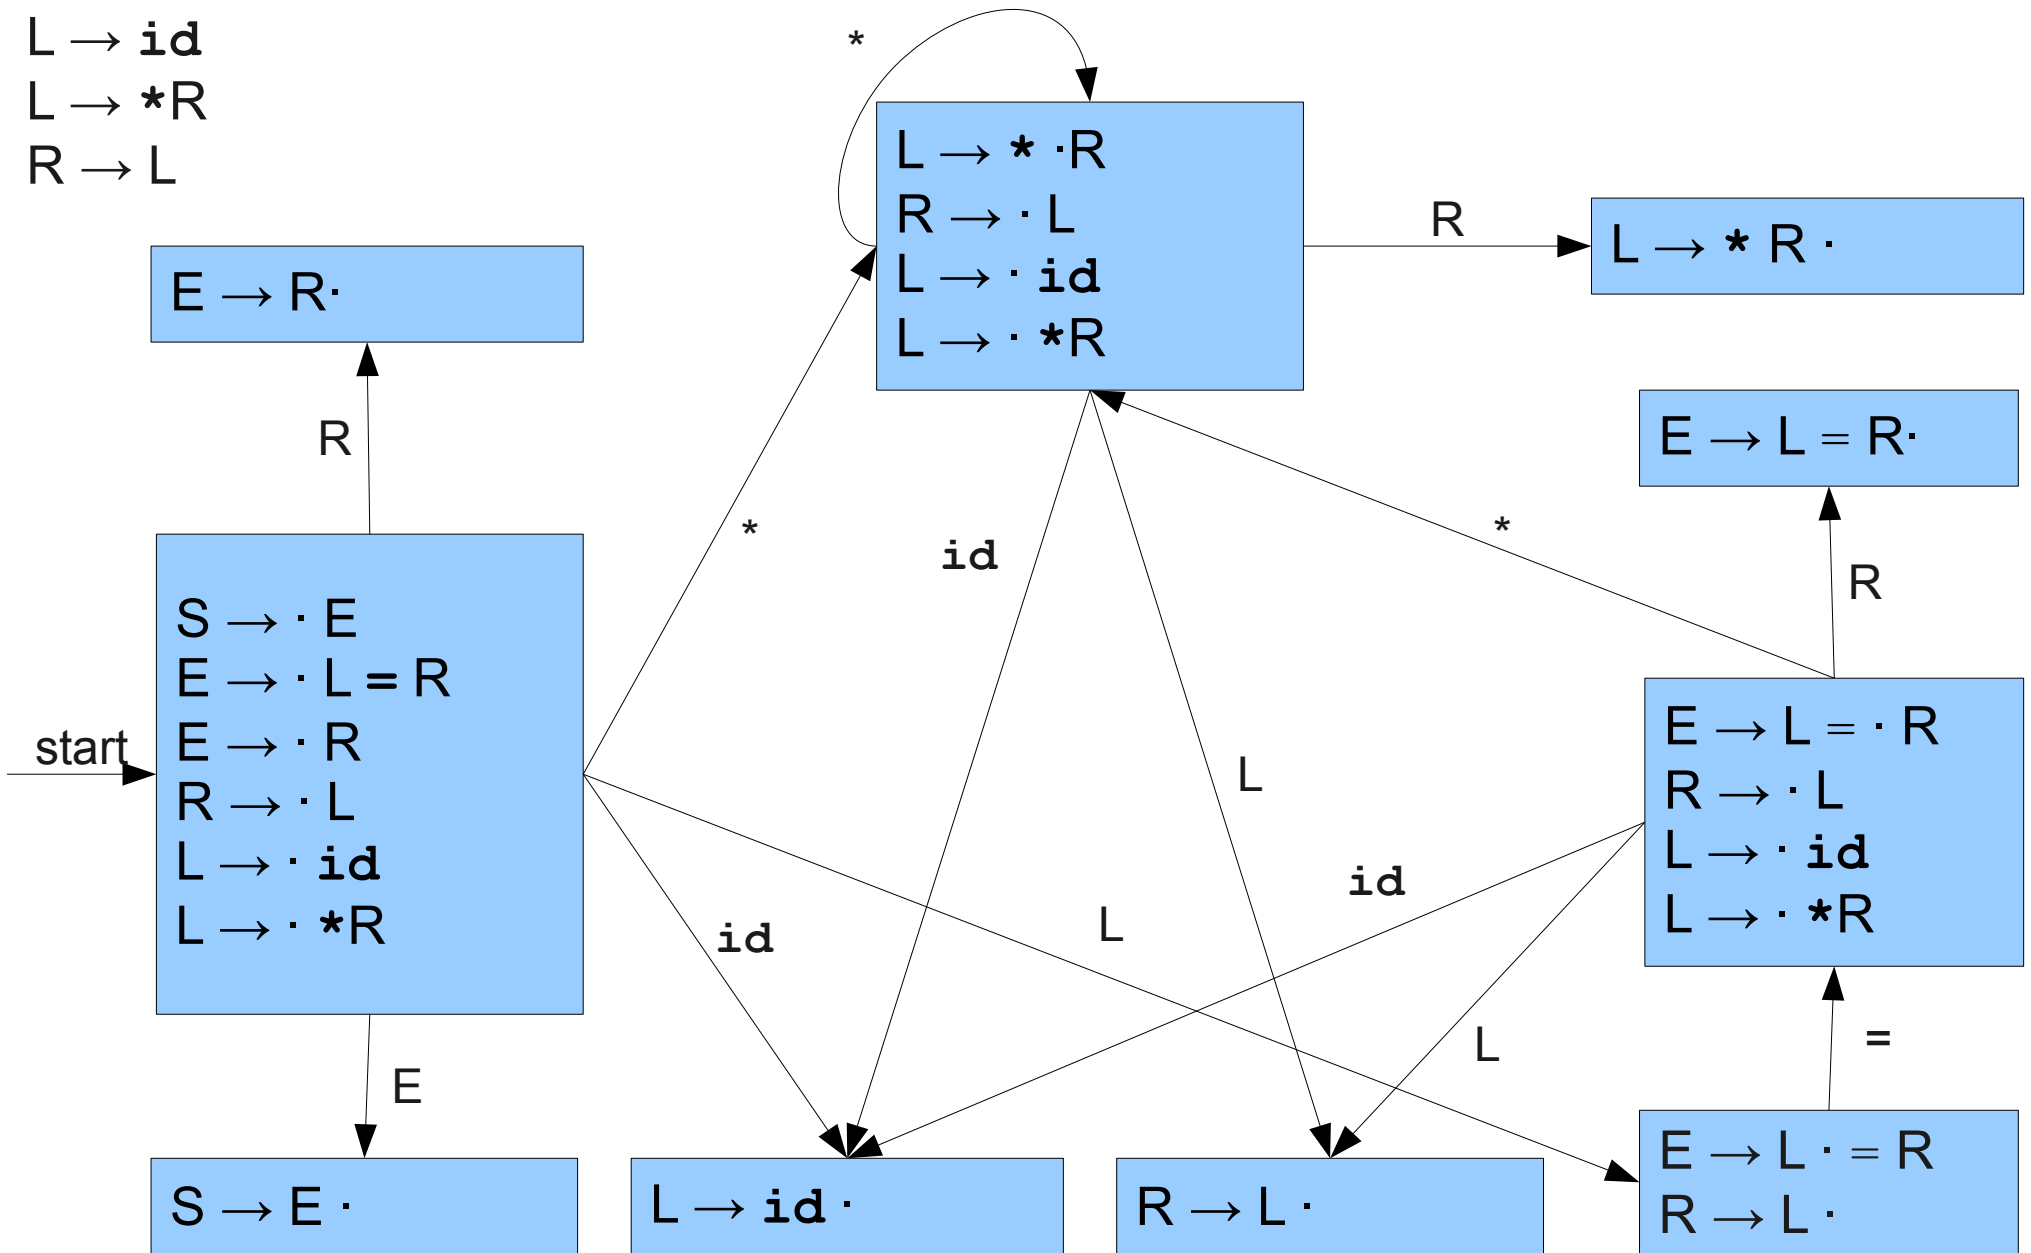 L → id
L → *R
R → L
*
L → * ·R
R → · L
L → · id
L → · *R
R
L → * R ·
E → R·
R
E → L = R·
*
id
*
R
S → · E
E → · L = R
E → · R
R → · L
L → · id
L → · *R
start
E → L = · R
R → · L
L → · id
L → · *R
L
id
L
id
L
=
E
S → E ·
L → id ·
R → L ·
E → L · = R
R → L ·